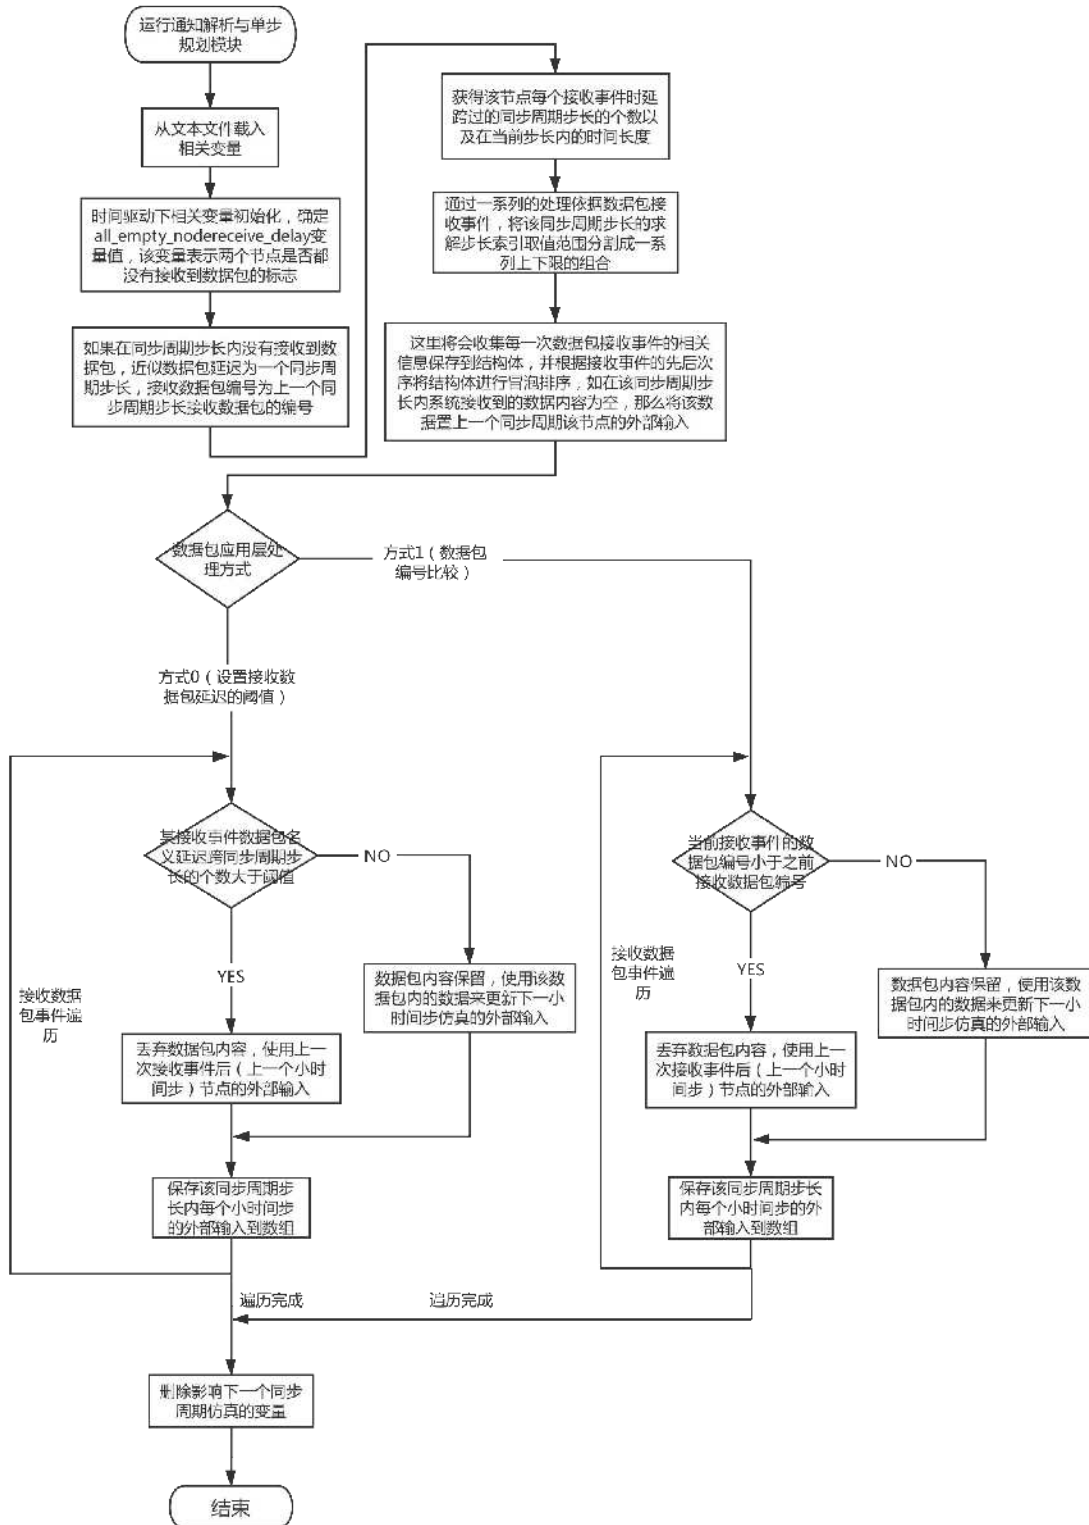 运行通知解析与单步
规划模块
从文本文件载入
相关变量
时间驱动下相关变量初始化，确定
all_empty_nodereceive_delay变
量值，该变量表示两个节点是否都
没有接收到数据包的标志
如果在同步周期步长内没有接收到数
据包，近似数据包延迟为一个同步周
期步长，接收数据包编号为上一个同
步周期步长接收数据包的编号
获得该节点每个接收事件时延
跨过的同步周期步长的个数以
及在当前步长内的时间长度
通过一系列的处理依据数据包接
收事件，将该同步周期步长的求
解步长索引取值范围分割成一系
列上下限的组合
这里将会收集每一次数据包接收事件的相关
信息保存到结构体，并根据接收事件的先后次
序将结构体进行冒泡排序，如在该同步周期步
长内系统接收到的数据内容为空，那么将该数
据置上一个同步周期该节点的外部输入
数据包应用层处
理方式
方式1（数据包
编号比较）
方式0（设置接收数
据包延迟的阈值）
某接收事件数据包名
义延迟跨同步周期步
长的个数大于阈值
NO
YES
数据包内容保留，使用该数
据包内的数据来更新下一小
时间步仿真的外部输入
接收数据
包事件遍
历
丢弃数据包内容，使用上一
次接收事件后（上一个小时
间步）节点的外部输入
保存该同步周期步
长内每个小时间步
的外部输入到数组
当前接收事件的数
据包编号小于之前
接收数据包编号
NO
YES
数据包内容保留，使用该数
据包内的数据来更新下一小
时间步仿真的外部输入
接收数据
包事件遍
历
丢弃数据包内容，使用上一
次接收事件后（上一个小时
间步）节点的外部输入
保存该同步周期步长
内每个小时间步的外
部输入到数组
遍历完成
遍历完成
删除影响下一个同步
周期仿真的变量
结束